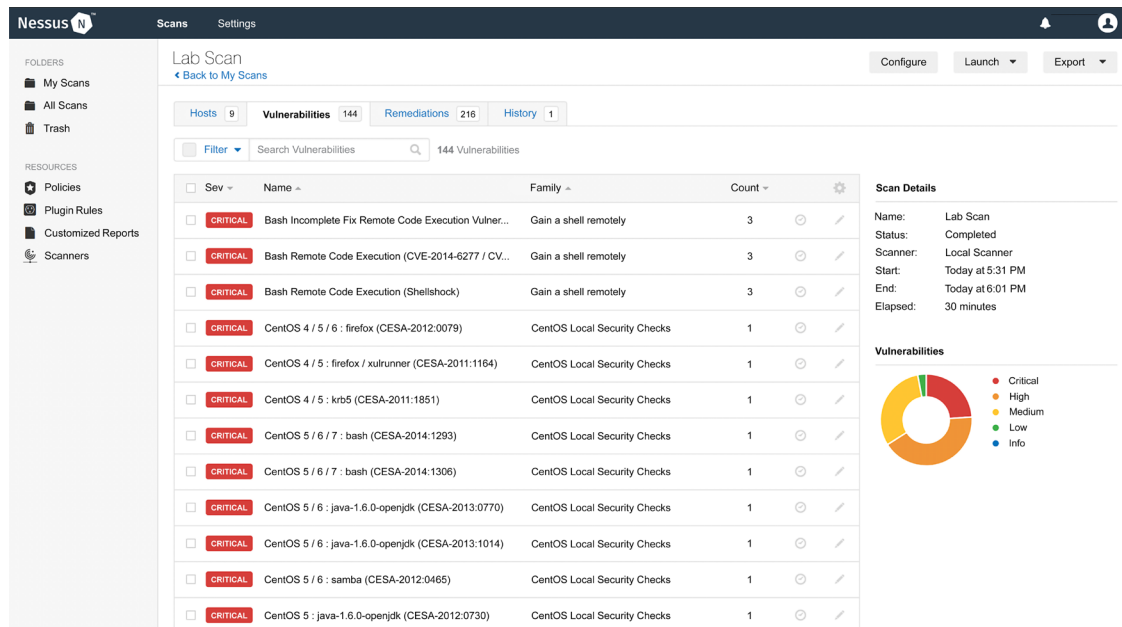 Nessus N ™ Scans Settings
FOLDERS
My Scans
All Scans
Trash
RESOURCES
Policies
Plugin Rules
Customized Reports
Scanners
Lab Scan
Back to My Scans
Configure Launch Export
Hosts 9 Vulnerabilities 144 Remediations 216 History 1
Filter Search Vulnerabilities 144 Vulnerabilities
Sev Name Family Count
CRITICAL Bash Incomplete Fix Remote Code Execution Vulner... Gain a shell remotely 3
CRITICAL Bash Remote Code Execution (CVE-2014-6277 / CV... Gain a shell remotely 3
CRITICAL Bash Remote Code Execution (Shellshock) Gain a shell remotely 3
CRITICAL CentOS 4 / 5 / 6 : firefox (CESA-2012:0079) CentOS Local Security Checks 1
CRITICAL CentOS 4 / 5 : firefox / xulrunner (CESA-2011:1164) CentOS Local Security Checks 1
CRITICAL CentOS 4 / 5 : krb5 (CESA-2011:1851) CentOS Local Security Checks 1
CRITICAL CentOS 5 / 6 / 7 : bash (CESA-2014:1293) CentOS Local Security Checks 1
CRITICAL CentOS 5 / 6 / 7 : bash (CESA-2014:1306) CentOS Local Security Checks 1
CRITICAL CentOS 5 / 6 : java-1.6.0-openjdk (CESA-2013:0770) CentOS Local Security Checks 1
CRITICAL CentOS 5 / 6 : java-1.6.0-openjdk (CESA-2013:1014) CentOS Local Security Checks 1
CRITICAL CentOS 5 / 6 : samba (CESA-2012:0465) CentOS Local Security Checks 1
CRITICAL CentOS 5 : java-1.6.0-openjdk (CESA-2012:0730) CentOS Local Security Checks 1
Scan Details
Name: Lab Scan
Status: Completed
Scanner: Local Scanner
Start: Today at 5:31 PM
End: Today at 6:01 PM
Elapsed: 30 minutes
Vulnerabilities
Critical
High
Medium
Low
Info